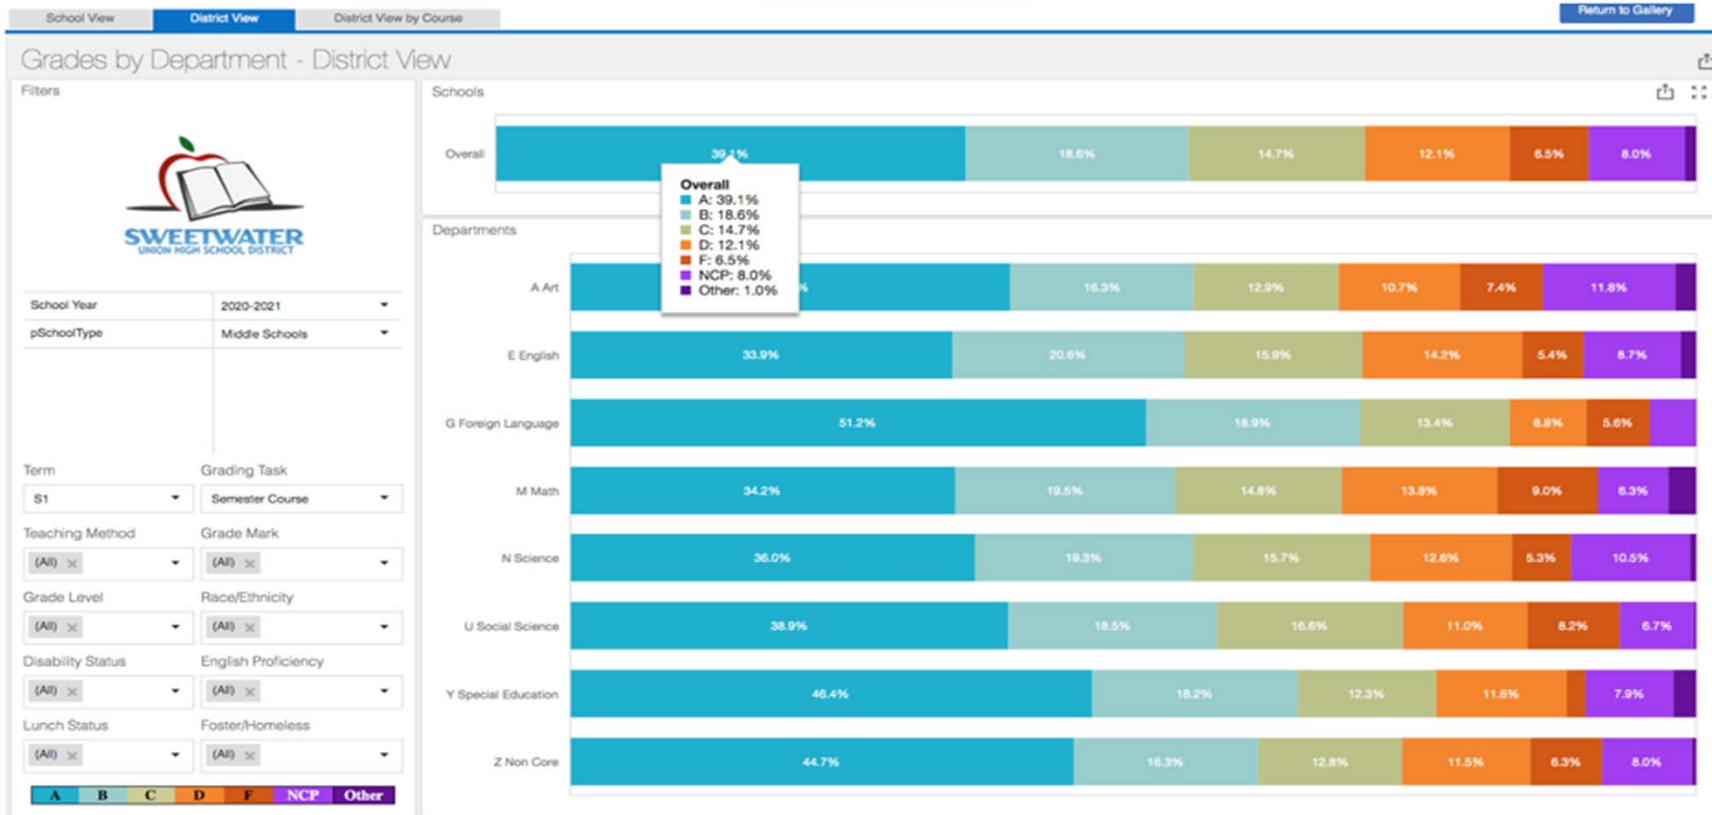 School View District View District View by Course Return to Gallery
Grades by Department - District View
Filters
SWEETWATER
UNION HIGH SCHOOL DISTRICT
School Year 2020-2021
pSchoolType Middle Schools
Term Grading Task
S1 Semester Course
Teaching Method Grade Mark
(All) × (All) ×
Grade Level Race/Ethnicity
(All) × (All) ×
Disability Status English Proficiency
(All) × (All) ×
Lunch Status Foster/Homeless
(All) × (All) ×
A B C D F NCP Other
Schools
Overall 39.1% 18.6% 14.7% 12.1% 6.5% 8.0%
Overall
A: 39.1%
B: 18.6%
C: 14.7%
D: 12.1%
F: 6.5%
NCP: 8.0%
Other: 1.0%
Departments
A Art % 16.3% 12.9% 10.7% 7.4% 11.8%
E English 33.9% 20.6% 15.9% 14.2% 5.4% 8.7%
G Foreign Language 51.2% 18.9% 13.4% 6.8% 5.6%
M Math 34.2% 19.5% 14.8% 13.8% 9.0% 6.3%
N Science 36.0% 19.3% 15.7% 12.6% 5.3% 10.5%
U Social Science 38.9% 18.5% 16.6% 11.0% 8.2% 6.7%
Y Special Education 46.4% 18.2% 12.3% 11.6% 7.9%
Z Non Core 44.7% 16.3% 12.8% 11.5% 6.3% 8.0%